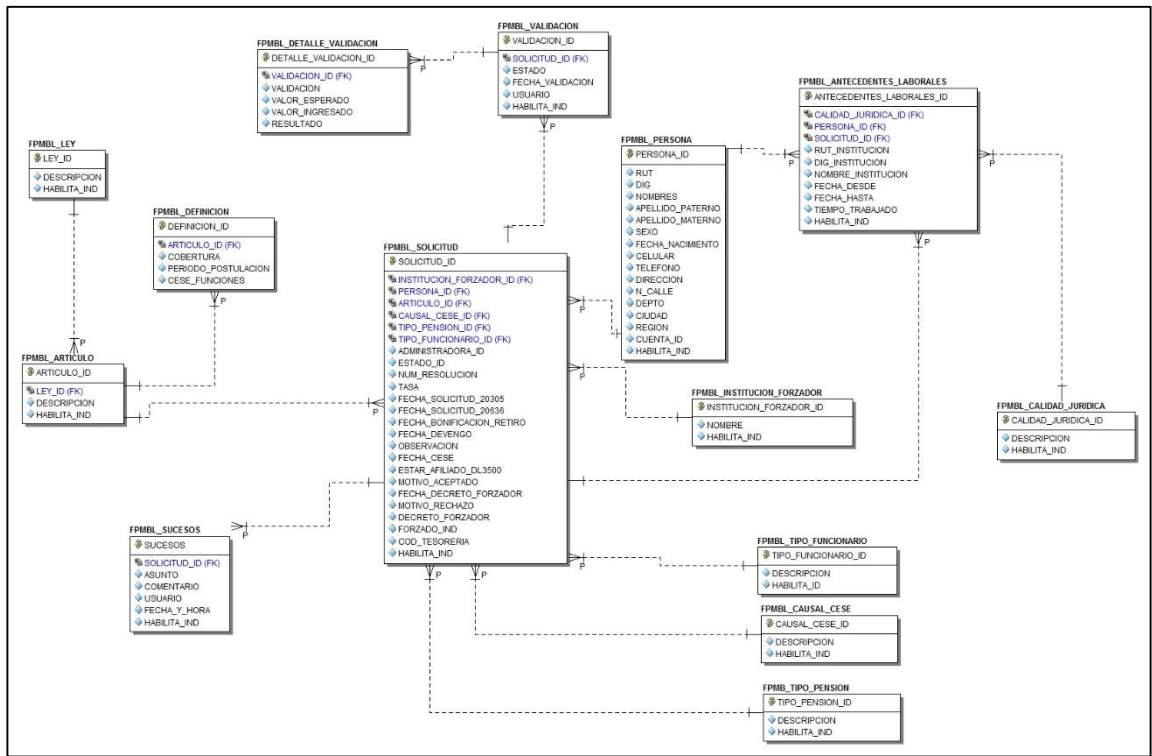 FPMBL_VALIDACION
VALIDACION_ID
SOLICITUD_ID (FK)
ESTADO
FECHA_VALIDACION
USUARIO
HABILITA_IND
P
FPMBL_DETALLE_VALIDACION
DETALLE_VALIDACION_ID
VALIDACION_ID (FK)
VALIDACION
VALOR_ESPERADO
VALOR_INGRESADO
RESULTADO
P
FPMBL_ANTECEDENTES_LABORALES
ANTECEDENTES_LABORALES_ID
CALIDAD_JURIDICA_ID (FK)
PERSONA_ID (FK)
SOLICITUD_ID (FK)
RUT_INSTITUCION
DIG_INSTITUCION
NOMBRE_INSTITUCION
FECHA_DESDE
FECHA_HASTA
TIEMPO_TRABAJADO
HABILITA_IND
P
P
P
FPMBL_PERSONA
PERSONA_ID
RUT
DIG
NOMBRES
APELLIDO_PATERNO
APELLIDO_MATERNO
SEXO
FECHA_NACIMIENTO
CELULAR
TELEFONO
DIRECCION
N_CALLE
DEPTO
CIUDAD
REGION
CUENTA_ID
HABILITA_IND
FPMBL_LEY
LEY_ID
DESCRIPCION
HABILITA_IND
FPMBL_DEFINICION
DEFINICION_ID
ARTICULO_ID (FK)
COBERTURA
PERIODO_POSTULACION
CESE_FUNCIONES
P
FPMBL_SOLICITUD
SOLICITUD_ID
INSTITUCION_FORZADOR_ID (FK)
PERSONA_ID (FK)
ARTICULO_ID (FK)
CAUSAL_CESE_ID (FK)
TIPO_PENSION_ID (FK)
TIPO_FUNCIONARIO_ID (FK)
ADMINISTRADORA_ID
ESTADO_ID
NUM_RESOLUCION
TASA
FECHA_SOLICITUD_20305
FECHA_SOLICITUD_20636
FECHA_BONIFICACION_RETIRO
FECHA_DEVENGO
OBSERVACION
FECHA_CESE
ESTAR_AFILIADO_DL3500
MOTIVO_ACEPTADO
FECHA_DECRETO_FORZADOR
MOTIVO_RECHAZO
DECRETO_FORZADOR
FORZADO_IND
COD_TESORERIA
HABILITA_IND
P
P
P
P
P
P
FPMBL_ARTICULO
ARTICULO_ID
LEY_ID (FK)
DESCRIPCION
HABILITA_IND
P
FPMBL_INSTITUCION_FORZADOR
INSTITUCION_FORZADOR_ID
NOMBRE
HABILITA_IND
FPMBL_CALIDAD_JURIDICA
CALIDAD_JURIDICA_ID
DESCRIPCION
HABILITA_IND
FPMBL_SUCESOS
SUCESOS
SOLICITUD_ID (FK)
ASUNTO
COMENTARIO
USUARIO
FECHA_Y_HORA
HABILITA_IND
P
FPMBL_TIPO_FUNCIONARIO
TIPO_FUNCIONARIO_ID
DESCRIPCION
HABILITA_ID
FPMBL_CAUSAL_CESE
CAUSAL_CESE_ID
DESCRIPCION
HABILITA_IND
FPMB_TIPO_PENSION
TIPO_PENSION_ID
DESCRIPCION
HABILITA_IND